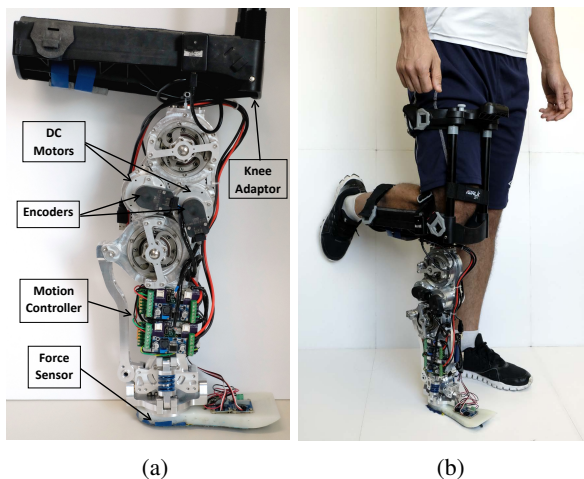 DC
Motors
Knee
Adaptor
Encoders
Motion
Controller
Force
Sensor
(a)
(b)